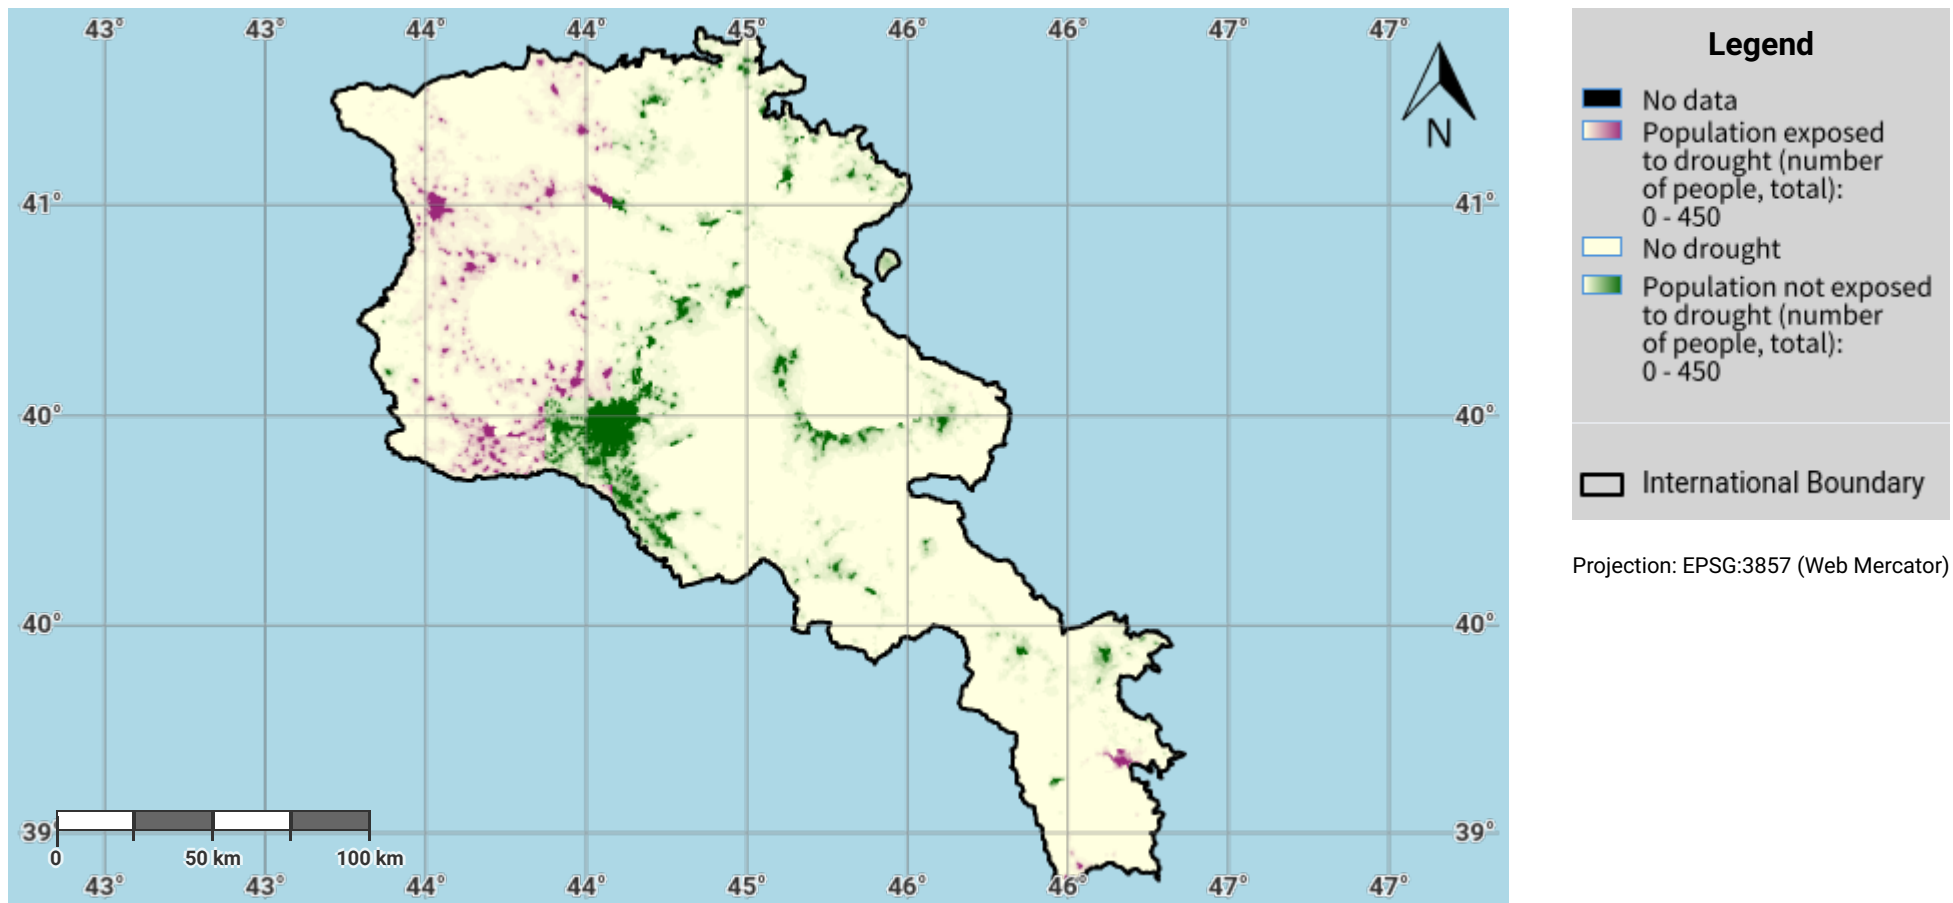 43° 43° 44° 44° 45° 46° 46° 47° 47°
N
41° 41°
40° 40°
40° 40°
39° 39°
0 50 km 100 km
43° 43° 44° 44° 45° 46° 46° 47° 47°
Legend
No data
Population exposed
to drought (number
of people, total):
0 - 450
No drought
Population not exposed
to drought (number
of people, total):
0 - 450
International Boundary
Projection: EPSG:3857 (Web Mercator)